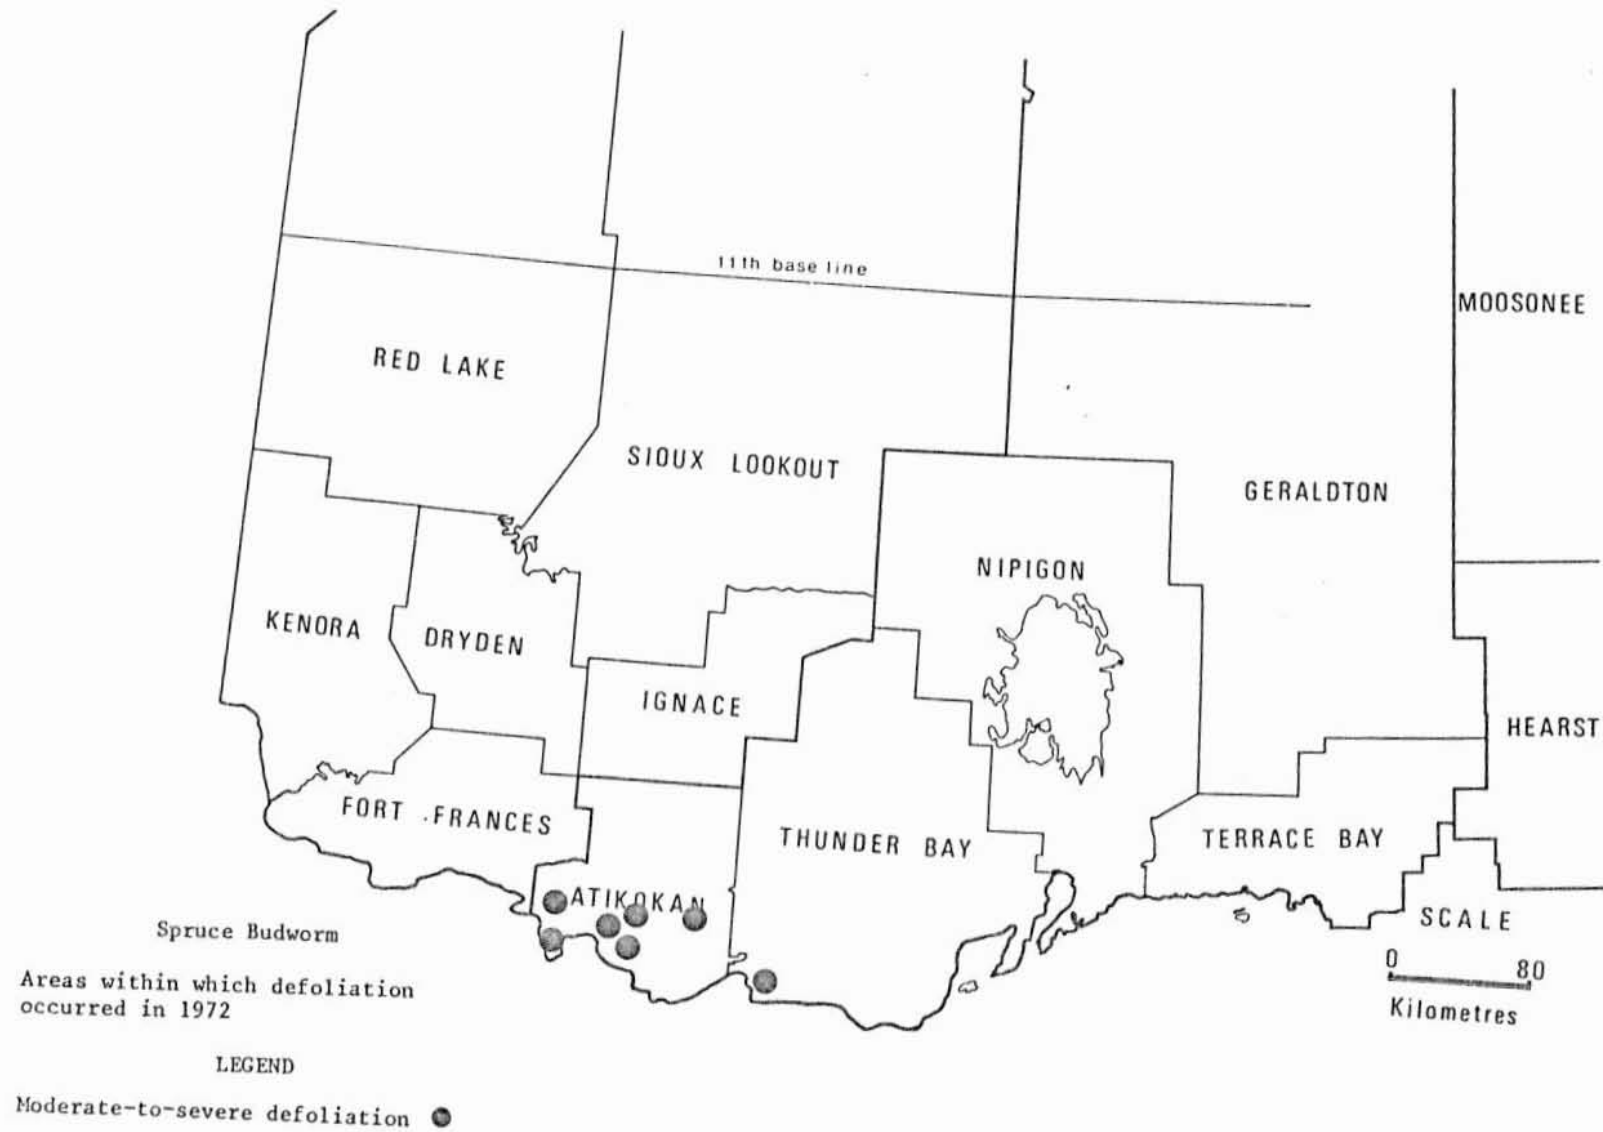 11th base line
MOOSONEE
RED LAKE
SIOUX LOOKOUT
GERALDTON
NIPIGON
KENORA
DRYDEN
IGNACE
HEARST
FORT FRANCES
THUNDER BAY
TERRACE BAY
ATIKOKAN
SCALE
0 80
Kilometres
Spruce Budworm
Areas within which defoliation
occurred in 1972
LEGEND
Moderate-to-severe defoliation